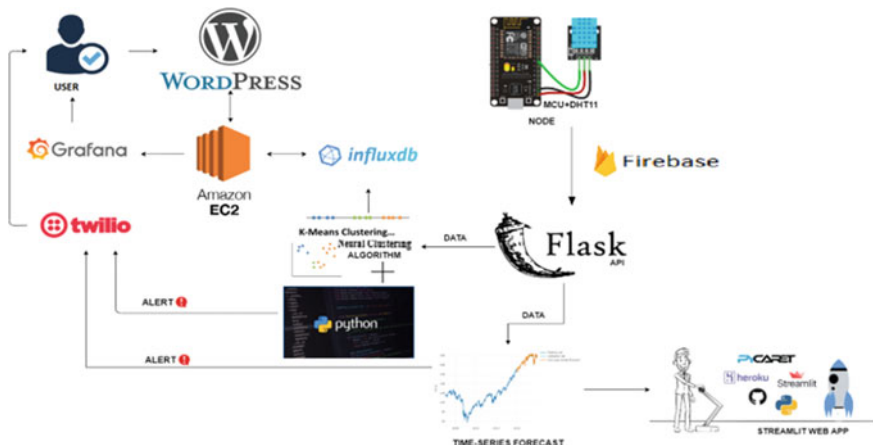 USER
WORDPRESS
Grafana
Amazon
EC2
influxdb
twilio
MCU+DHT11
NODE
Firebase
K-Means Clustering...
Neural Clustering
ALGORITHM
DATA
Flask
API
ALERT
python
DATA
ALERT
PYCARET
heroku
Streamlit
STREAMLIT WEB APP
TIME-SERIES FORECAST